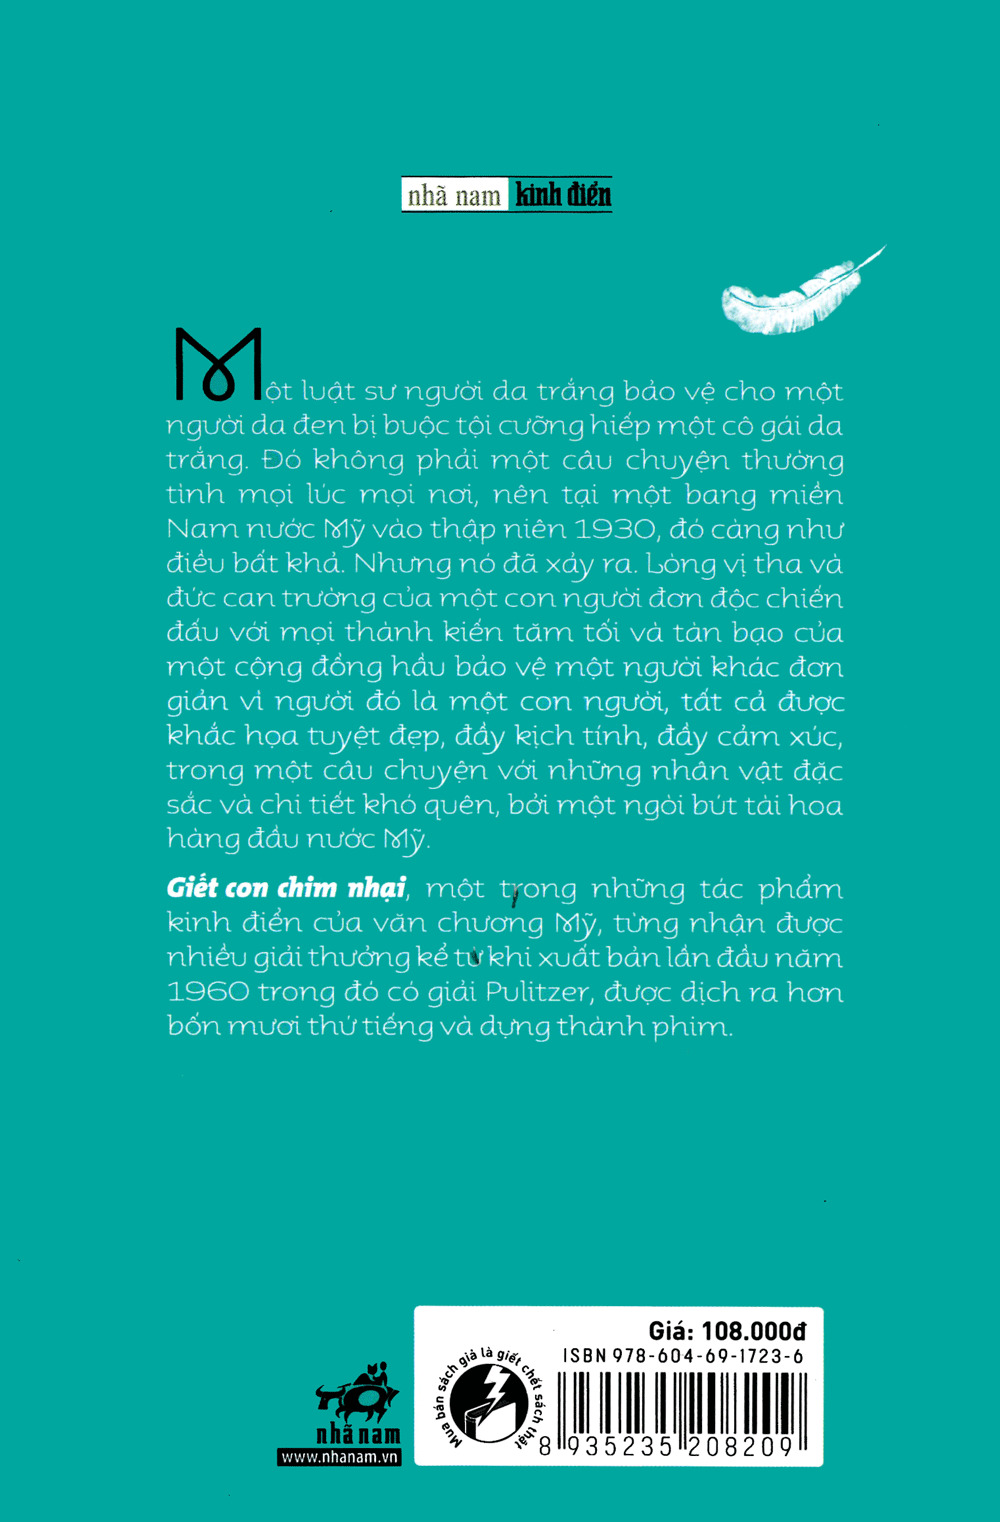 nhã nam kinh điển
Một luật sư người da trắng bảo vệ cho một
người da đen bị buộc tội cưỡng hiếp một cô gái da
trắng. Đó không phải một câu chuyện thường
tình mọi lúc mọi nơi, nên tại một bang miền
Nam nước Mỹ vào thập niên 1930, đó càng như
điều bất khả. Nhưng nó đã xảy ra. Lòng vị tha và
đức can trường của một con người đơn độc chiến
đấu với mọi thành kiến tăm tối và tàn bạo của
một cộng đồng hầu bảo vệ một người khác đơn
giản vì người đó là một con người, tất cả được
khắc họa tuyệt đẹp, đầy kịch tính, đầy cảm xúc,
trong một câu chuyện với những nhân vật đặc
sắc và chi tiết khó quên, bởi một ngòi bút tài hoa
hàng đầu nước Mỹ.
Giết con chim nhại, một trong những tác phẩm
kinh điển của văn chương Mỹ, từng nhận được
nhiều giải thưởng kể từ khi xuất bản lần đầu năm
1960 trong đó có giải Pulitzer, được dịch ra hơn
bốn mươi thứ tiếng và dựng thành phim.
Giá: 108.000đ
ISBN 978-604-69-1723-6
Mua bán sách giả là giết chết sách thật
8 935235 208209
nhã nam
www.nhanam.vn